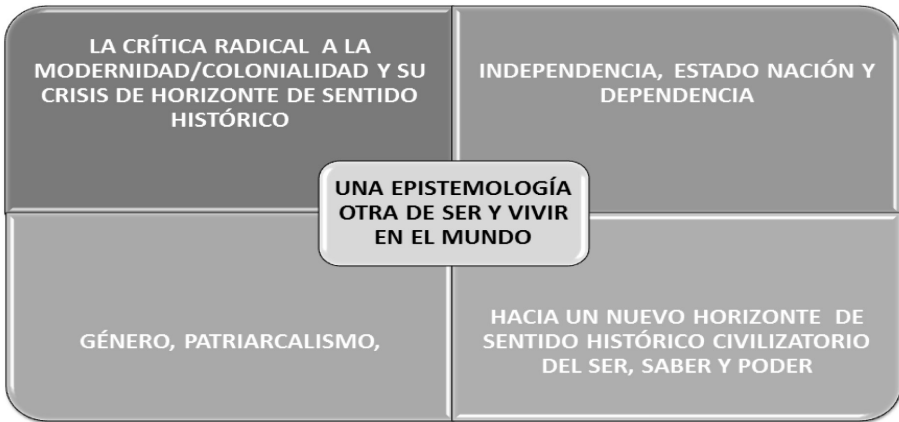 LA CRÍTICA RADICAL A LA
MODERNIDAD/COLONIALIDAD Y SU
CRISIS DE HORIZONTE DE SENTIDO
HISTÓRICO
INDEPENDENCIA, ESTADO NACIÓN Y
DEPENDENCIA
UNA EPISTEMOLOGÍA
OTRA DE SER Y VIVIR
EN EL MUNDO
GÉNERO, PATRIARCALISMO,
HACIA UN NUEVO HORIZONTE DE
SENTIDO HISTÓRICO CIVILIZATORIO
DEL SER, SABER Y PODER